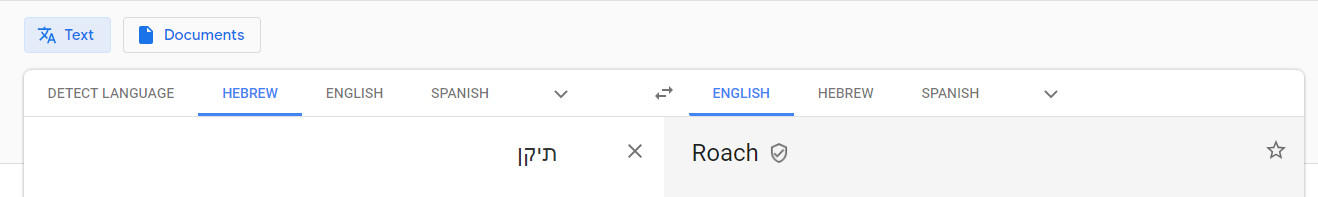 Text Documents
DETECT LANGUAGE HEBREW ENGLISH SPANISH ENGLISH HEBREW SPANISH
תיקן Roach